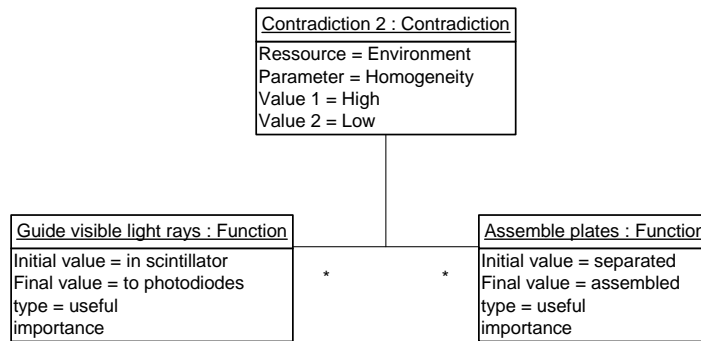 Contradiction 2 : Contradiction
Ressource = Environment
Parameter = Homogeneity
Value 1 = High
Value 2 = Low
Guide visible light rays : Function
Initial value = in scintillator
Final value = to photodiodes
type = useful
importance
* *
Assemble plates : Function
Initial value = separated
Final value = assembled
type = useful
importance